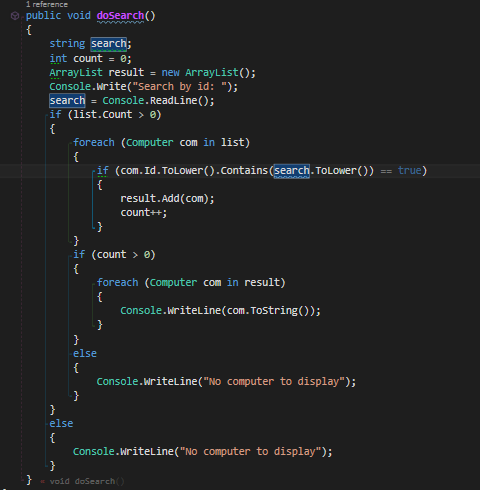 1 reference
public void doSearch()
{
string search;
int count = 0;
ArrayList result = new ArrayList();
Console.Write("Search by id: ");
search = Console.ReadLine();
if (list.Count > 0)
{
foreach (Computer com in list)
{
if (com.Id.ToLower().Contains(search.ToLower()) == true)
{
result.Add(com);
count++;
}
}
if (count > 0)
{
foreach (Computer com in result)
{
Console.WriteLine(com.ToString());
}
}
else
{
Console.WriteLine("No computer to display");
}
}
else
{
Console.WriteLine("No computer to display");
}
} void doSearch()